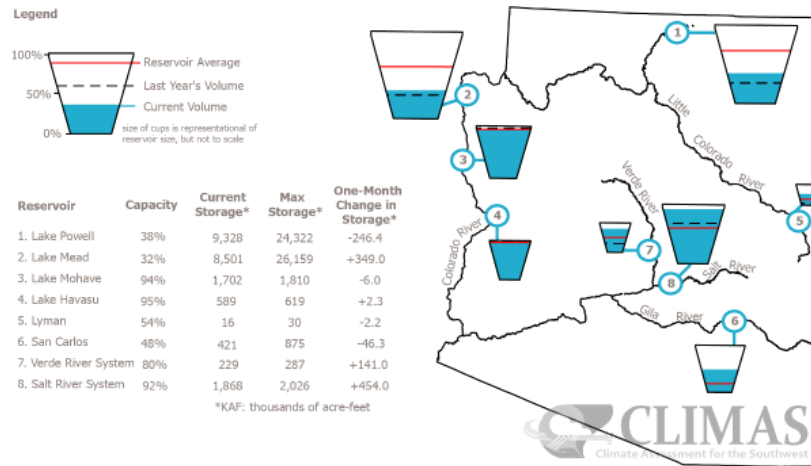 Legend
100%
50%
0%
Reservoir Average
Last Year's Volume
Current Volume
size of cups is representational of
reservoir size, but not to scale
Reservoir Capacity Current Storage* Max Storage* One-Month Change in Storage*
1. Lake Powell 38% 9,328 24,322 -246.4
2. Lake Mead 32% 8,501 26,159 +349.0
3. Lake Mohave 94% 1,702 1,810 -6.0
4. Lake Havasu 95% 589 619 +2.3
5. Lyman 54% 16 30 -2.2
6. San Carlos 48% 421 875 -46.3
7. Verde River System 80% 229 287 +141.0
8. Salt River System 92% 1,868 2,026 +454.0
*KAF: thousands of acre-feet
1
2
3
4
5
6
7
8
Little Colorado River
Verde River
Colorado River
Salt River
Gila River
CLIMAS
Climate Assessment for the Southwest